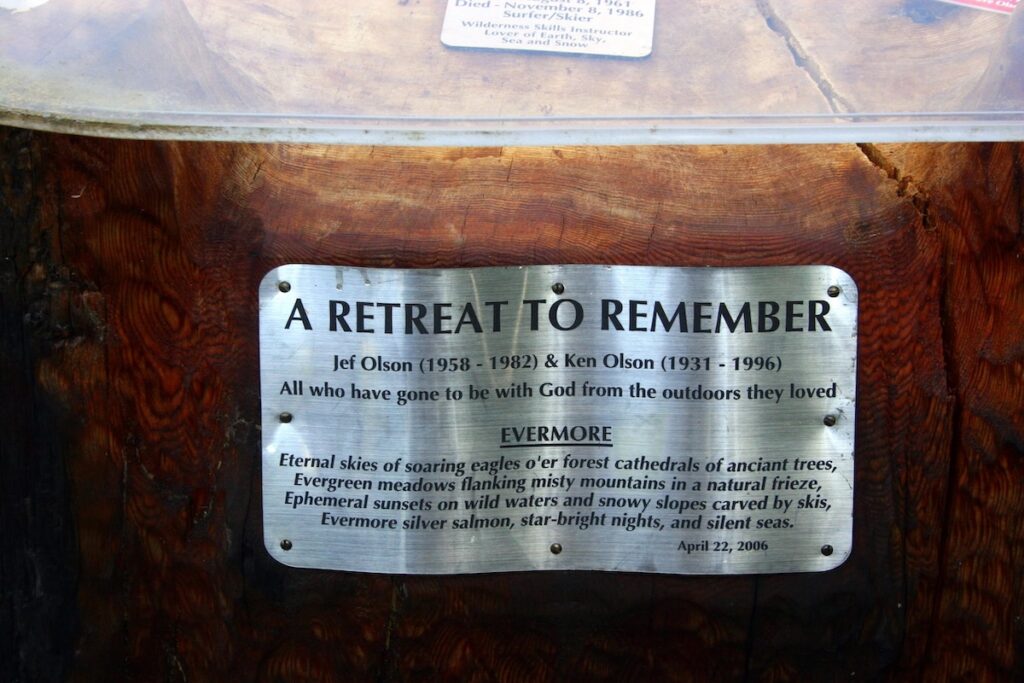 August 6, 1961
Died - November 8, 1986
Surfer/Skier
Wilderness Skills Instructor
Lover of Earth, Sky,
Sea and Snow
A RETREAT TO REMEMBER
Jef Olson (1958 - 1982) & Ken Olson (1931 - 1996)
All who have gone to be with God from the outdoors they loved
EVERMORE
Eternal skies of soaring eagles o'er forest cathedrals of anciant trees,
Evergreen meadows flanking misty mountains in a natural frieze,
Ephemeral sunsets on wild waters and snowy slopes carved by skis,
Evermore silver salmon, star-bright nights, and silent seas.
April 22, 2006